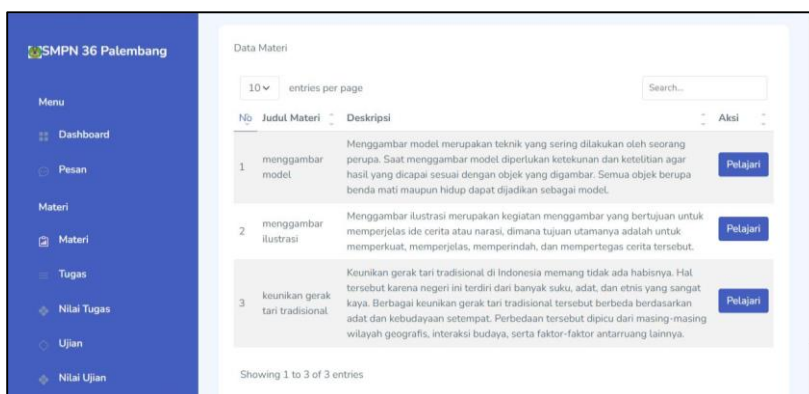 SMPN 36 Palembang
Menu
Dashboard
Pesan
Materi
Materi
Tugas
Nilai Tugas
Ujian
Nilai Ujian
Data Materi
10 entries per page
Search...
No Judul Materi Deskripsi Aksi
1
menggambar
model
Menggambar model merupakan teknik yang sering dilakukan oleh seorang
perupa. Saat menggambar model diperlukan ketekunan dan ketelitian agar
hasil yang dicapai sesuai dengan objek yang digambar. Semua objek berupa
benda mati maupun hidup dapat dijadikan sebagai model.
Pelajari
2
menggambar
ilustrasi
Menggambar ilustrasi merupakan kegiatan menggambar yang bertujuan untuk
memperjelas ide cerita atau narasi, dimana tujuan utamanya adalah untuk
memperkuat, memperjelas, memperindah, dan mempertegas cerita tersebut.
Pelajari
3
keunikan gerak
tari tradisional
Keunikan gerak tari tradisional di Indonesia memang tidak ada habisnya. Hal
tersebut karena negeri ini terdiri dari banyak suku, adat, dan etnis yang sangat
kaya. Berbagai keunikan gerak tari tradisional tersebut berbeda berdasarkan
adat dan kebudayaan setempat. Perbedaan tersebut dipicu dari masing-masing
wilayah geografis, interaksi budaya, serta faktor-faktor antarruang lainnya.
Pelajari
Showing 1 to 3 of 3 entries